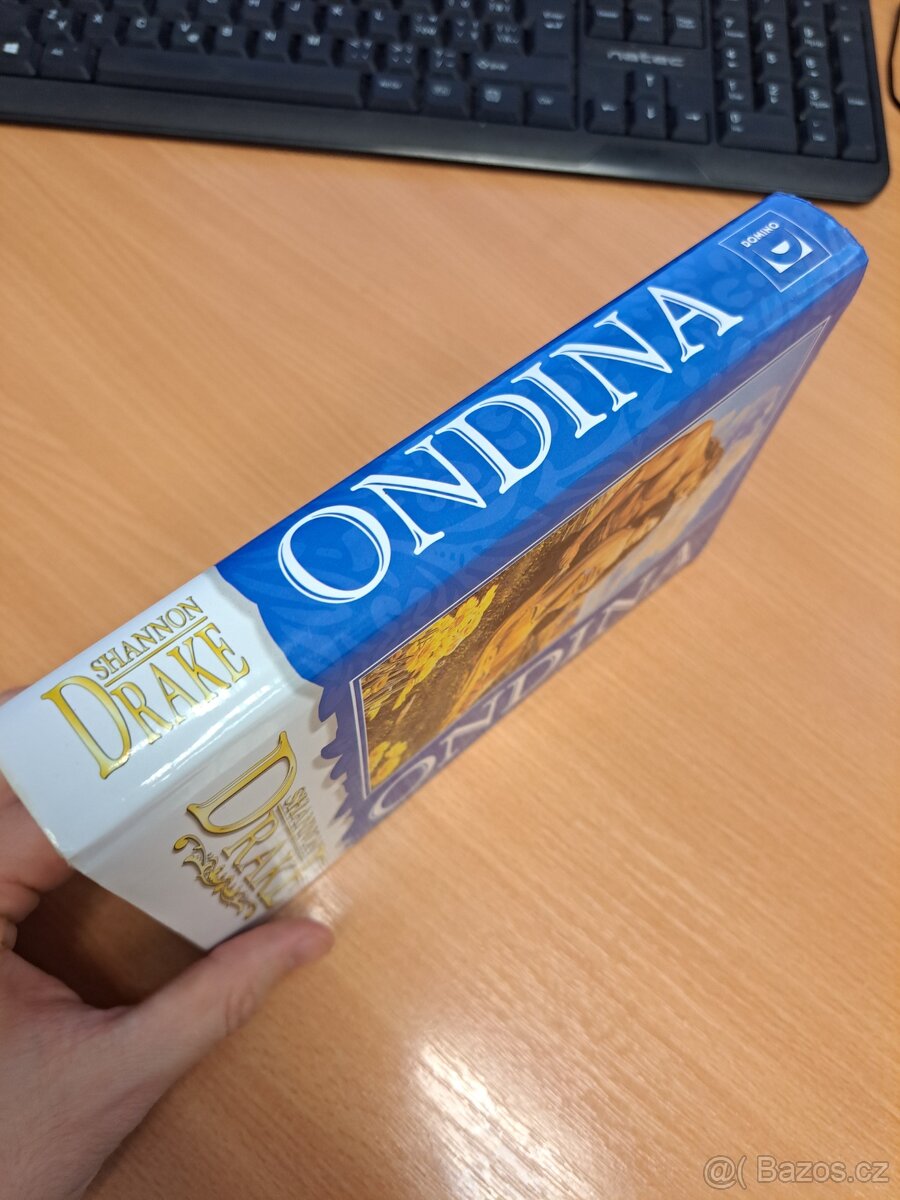 natec
DOMINO
D
ONDINA
SHANNON
DRAKE
ONDINA
SHANNON
DRAKE
@( Bazos.cz